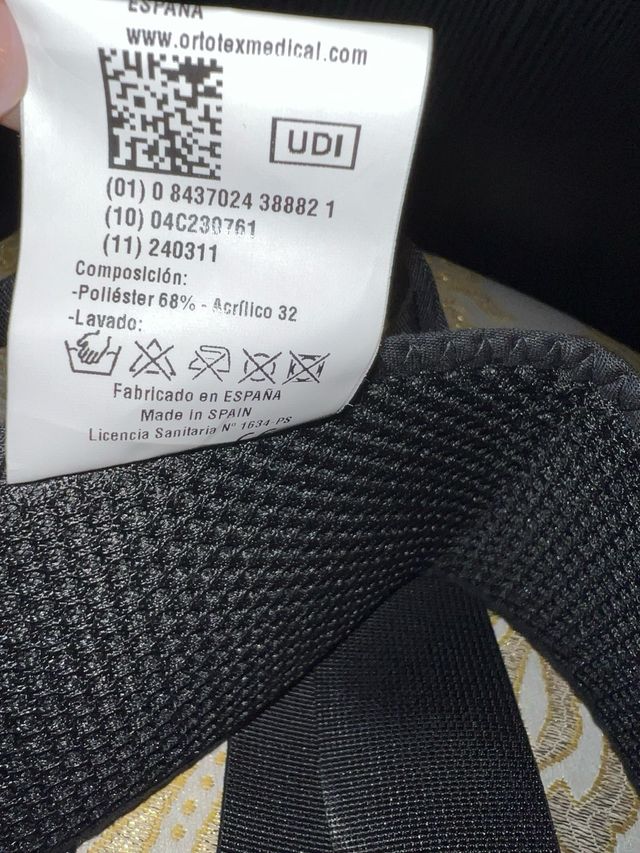 ESPAÑA
www.ortotexmedical.com
UDI
(01) 0 8437024 38882 1
(10) 04C230761
(11) 240311
Composición:
-Poliéster 68% - Acrílico 32
-Lavado:
Fabricado en ESPAÑA
Made in SPAIN
Licencia Sanitaria Nº 1634-PS